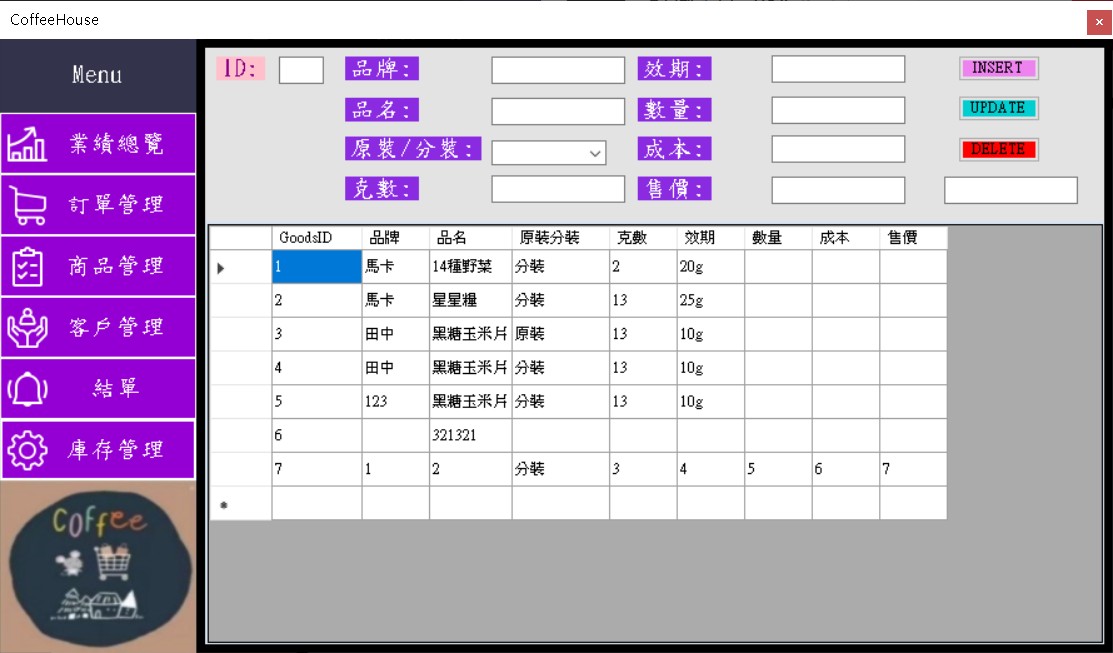 CoffeeHouse
Menu
業績總覽
訂單管理
商品管理
客戶管理
結單
庫存管理
Coffee
ID: 品牌: 效期: INSERT
品名: 數量: UPDATE
原裝/分裝: 成本: DELETE
克數: 售價:
GoodsID 品牌 品名 原裝分裝 克數 效期 數量 成本 售價
1 馬卡 14種野菜 分裝 2 20g
2 馬卡 星星糧 分裝 13 25g
3 田中 黑糖玉米片 原裝 13 10g
4 田中 黑糖玉米片 分裝 13 10g
5 123 黑糖玉米片 分裝 13 10g
6 321321
7 1 2 分裝 3 4 5 6 7